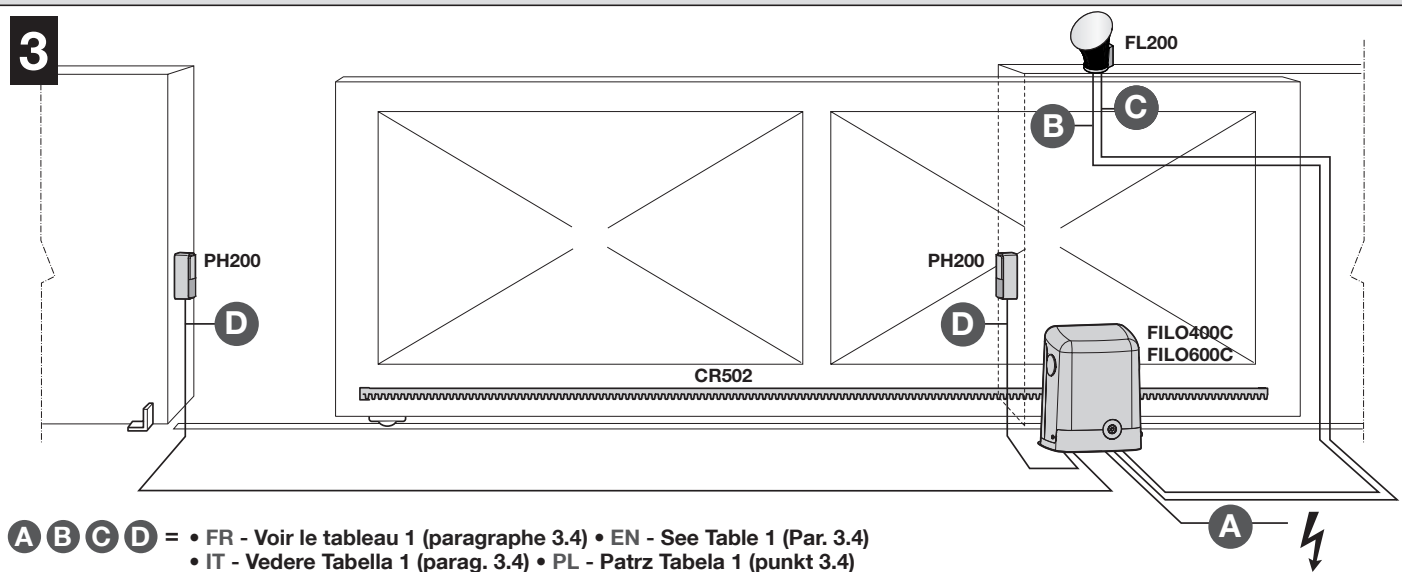 3
FL200
B
C
PH200
PH200
D
D
FILO400C
FILO600C
CR502
A
A B C D = • FR - Voir le tableau 1 (paragraphe 3.4) • EN - See Table 1 (Par. 3.4)
• IT - Vedere Tabella 1 (parag. 3.4) • PL - Patrz Tabela 1 (punkt 3.4)